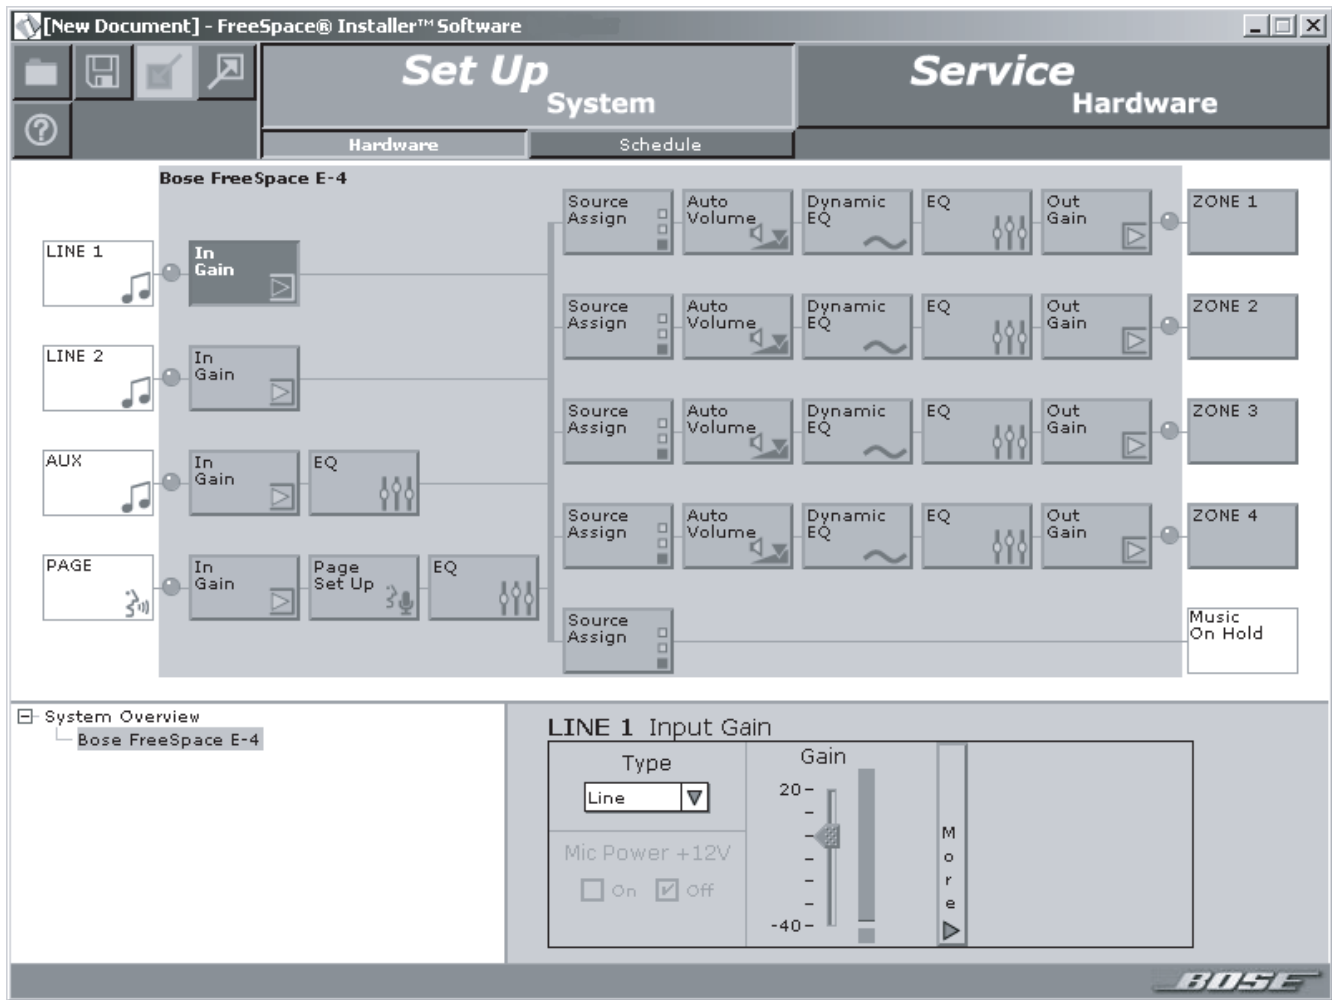 [New Document] - FreeSpace® Installer™ Software
Set Up
System
Service
Hardware
Hardware
Schedule
Bose FreeSpace E-4
LINE 1
In
Gain
LINE 2
In
Gain
AUX
In
Gain
EQ
PAGE
In
Gain
Page
Set Up
EQ
Source
Assign
Auto
Volume
Dynamic
EQ
EQ
Out
Gain
ZONE 1
Source
Assign
Auto
Volume
Dynamic
EQ
EQ
Out
Gain
ZONE 2
Source
Assign
Auto
Volume
Dynamic
EQ
EQ
Out
Gain
ZONE 3
Source
Assign
Auto
Volume
Dynamic
EQ
EQ
Out
Gain
ZONE 4
Source
Assign
Music
On Hold
System Overview
Bose FreeSpace E-4
LINE 1 Input Gain
Type
Line
Mic Power +12V
On
Off
Gain
20
-40
More
BOSE